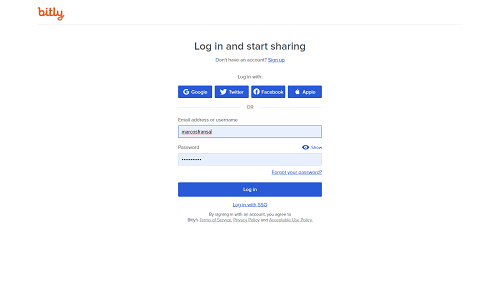 bitly
Log in and start sharing
Don't have an account? Sign up
Log in with:
Google Twitter Facebook Apple
OR
Email address or username
marcosfransa
Password Show
••••••••••
Forgot your password?
Log in
Log in with SSO
By signing in with an account, you agree to
Bitly's Terms of Service, Privacy Policy and Acceptable Use Policy.